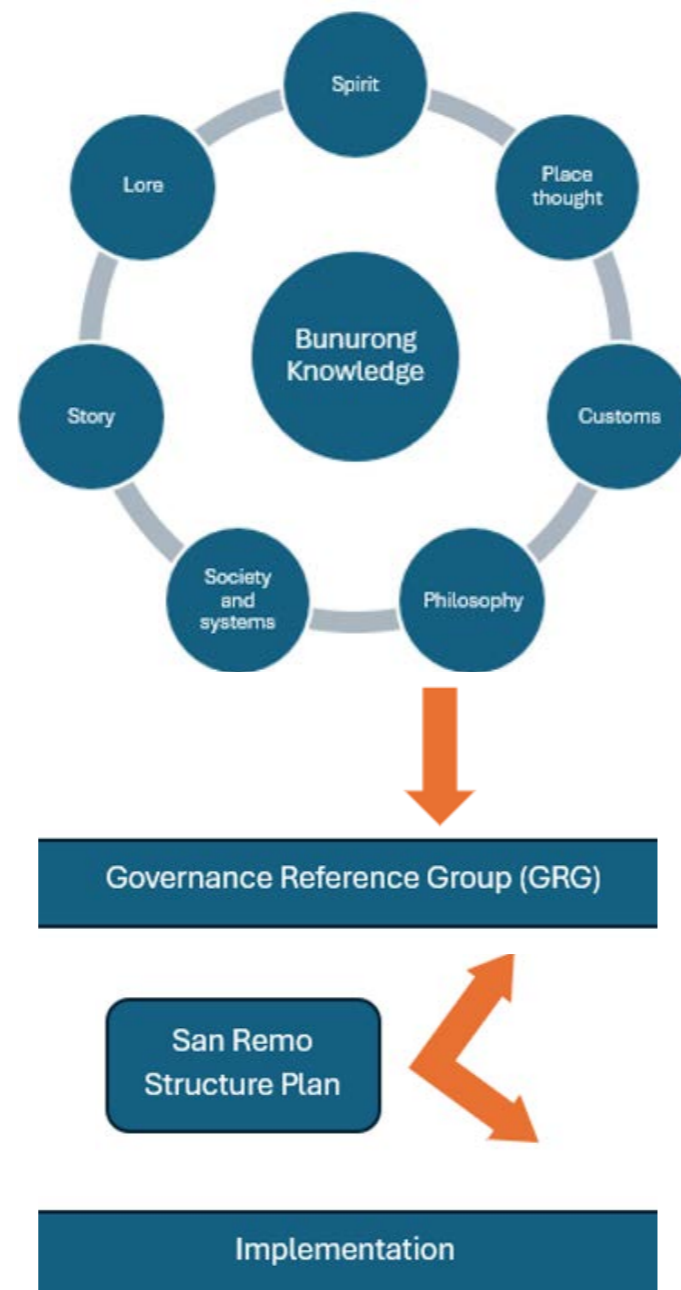 Spirit
Place
thought
Lore
Bunurong
Knowledge
Story
Customs
Society
and
systems
Philosophy
Governance Reference Group (GRG)
San Remo
Structure Plan
Implementation